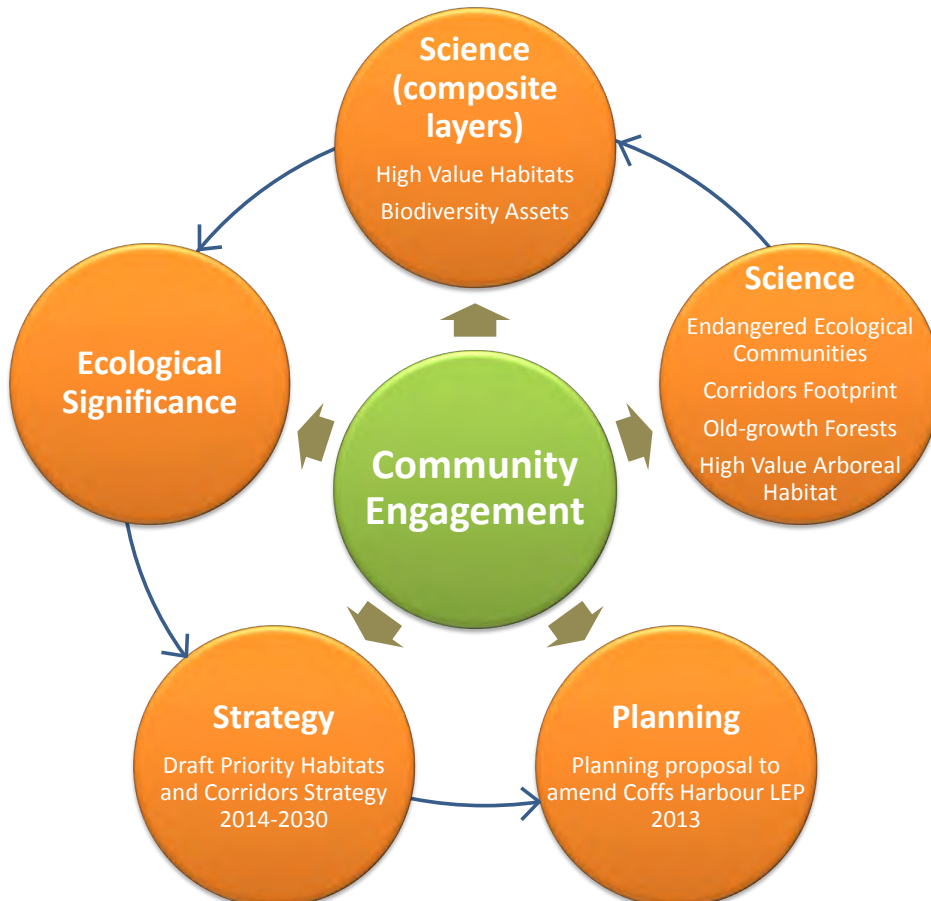 Science
(composite
layers)
High Value Habitats
Biodiversity Assets
Science
Endangered Ecological
Communities
Corridors Footprint
Old-growth Forests
High Value Arboreal
Habitat
Ecological
Significance
Community
Engagement
Strategy
Draft Priority Habitats
and Corridors Strategy
2014-2030
Planning
Planning proposal to
amend Coffs Harbour LEP
2013